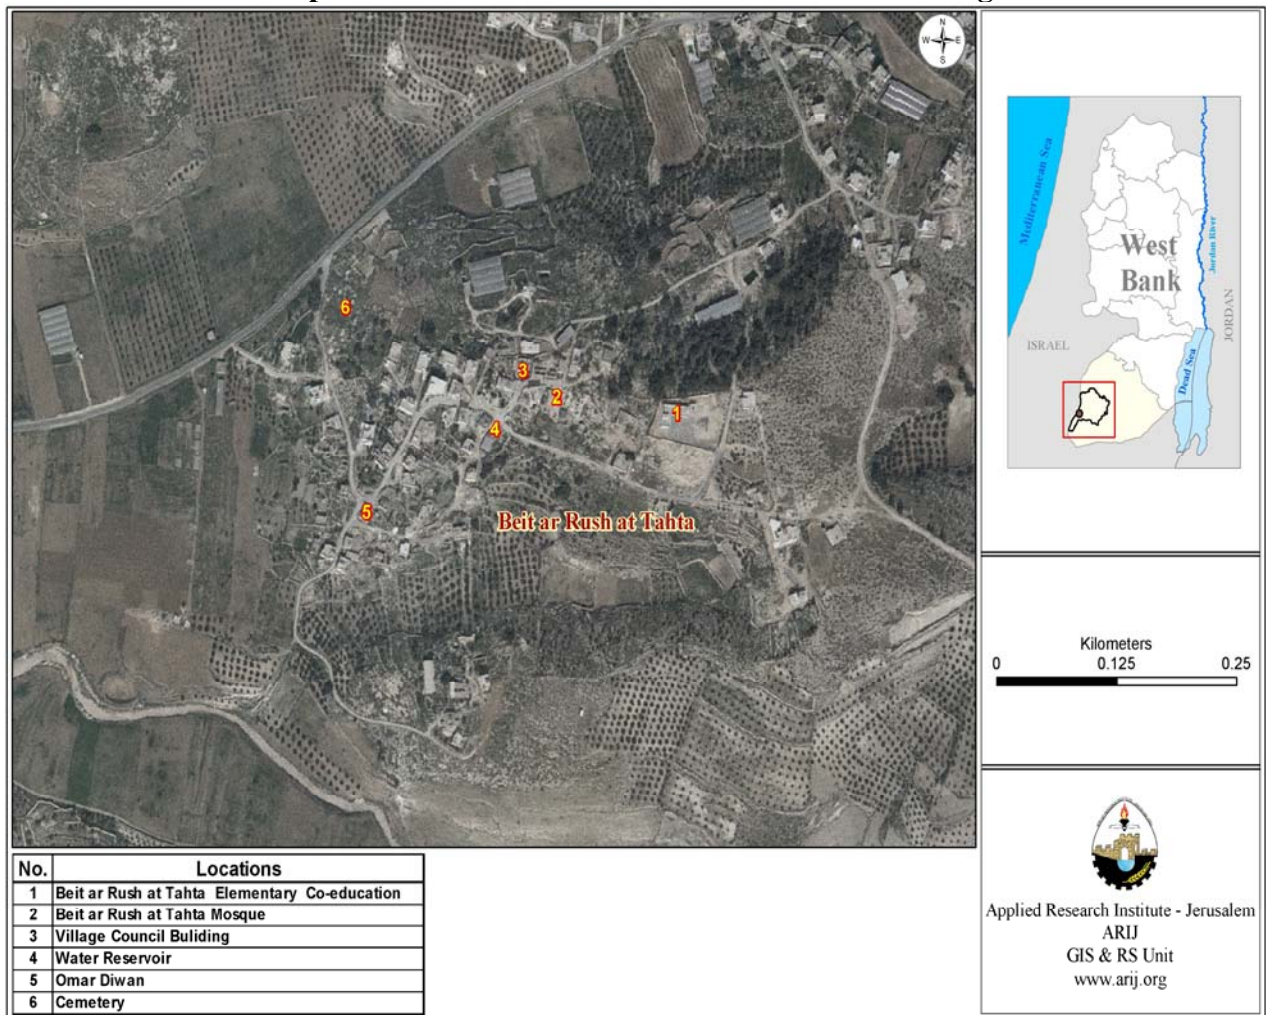 N
W E
S
6
3
2
1
4
5
Beit ar Rush at Tahta
Mediterranean Sea
West
Bank
Jordan River
JORDAN
ISRAEL
Dead Sea
Kilometers
0 0.125 0.25
No. Locations
1 Beit ar Rush at Tahta Elementary Co-education
2 Beit ar Rush at Tahta Mosque
3 Village Council Buliding
4 Water Reservoir
5 Omar Diwan
6 Cemetery
Applied Research Institute - Jerusalem
ARIJ
GIS & RS Unit
www.arij.org